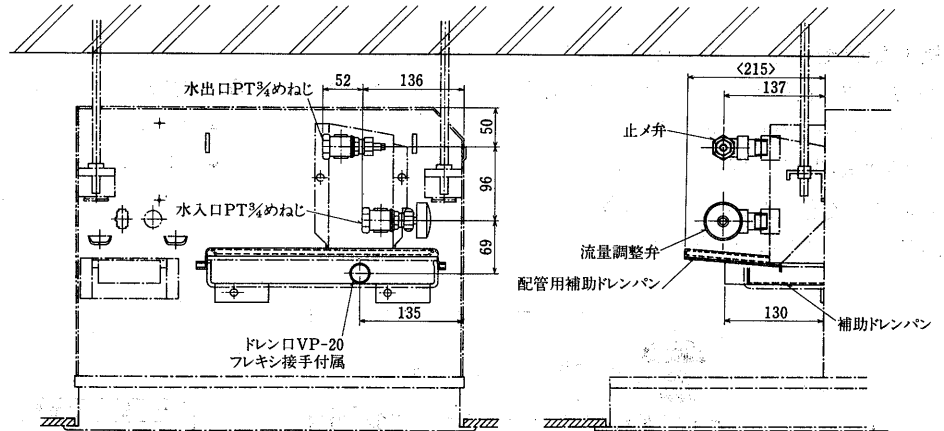 水出口PT¾めねじ
52
136
50
96
水入口PT¾めねじ
69
135
ドレン口VP-20
フレキシ接手付属
<215>
137
止メ弁
流量調整弁
配管用補助ドレンパン
130
補助ドレンパン